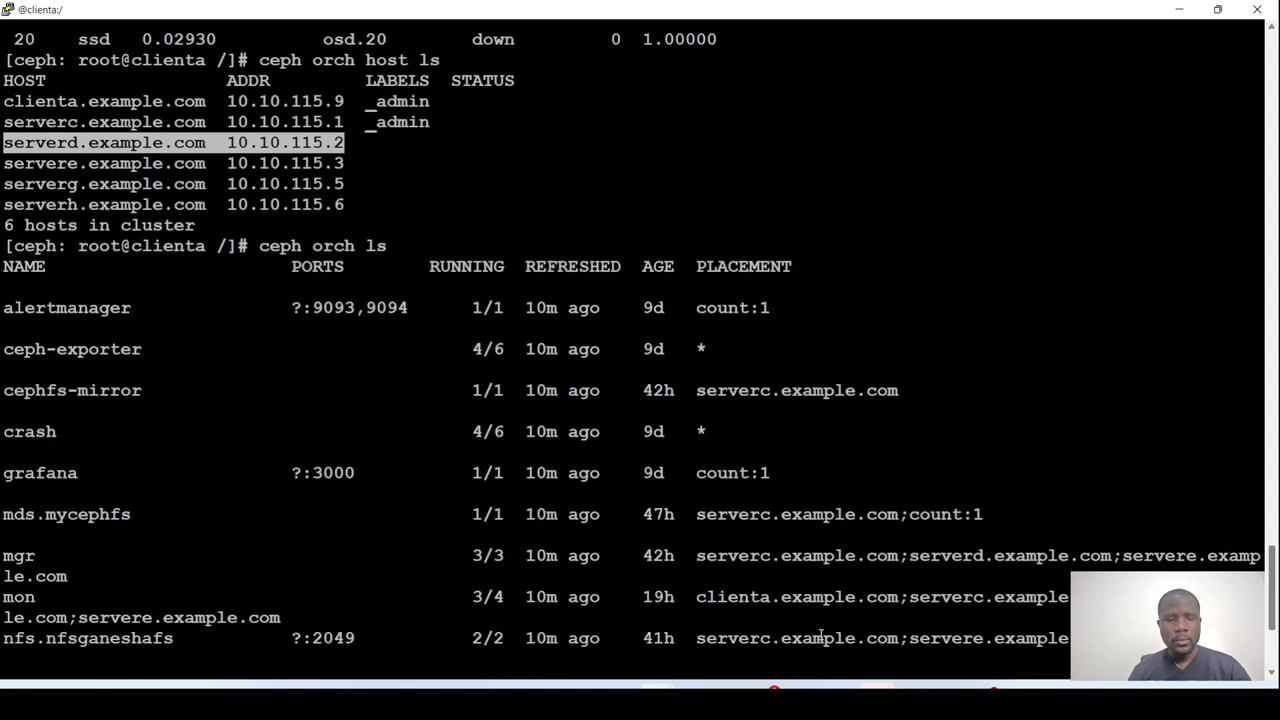 @clienta:/
20 ssd 0.02930 osd.20 down 0 1.00000
[ceph: root@clienta /]# ceph orch host ls
HOST ADDR LABELS STATUS
clienta.example.com 10.10.115.9 _admin
serverc.example.com 10.10.115.1 _admin
serverd.example.com 10.10.115.2
servere.example.com 10.10.115.3
serverg.example.com 10.10.115.5
serverh.example.com 10.10.115.6
6 hosts in cluster
[ceph: root@clienta /]# ceph orch ls
NAME PORTS RUNNING REFRESHED AGE PLACEMENT
alertmanager ?:9093,9094 1/1 10m ago 9d count:1
ceph-exporter 4/6 10m ago 9d *
cephfs-mirror 1/1 10m ago 42h serverc.example.com
crash 4/6 10m ago 9d *
grafana ?:3000 1/1 10m ago 9d count:1
mds.mycephfs 1/1 10m ago 47h serverc.example.com;count:1
mgr 3/3 10m ago 42h serverc.example.com;serverd.example.com;servere.examp
le.com
mon 3/4 10m ago 19h clienta.example.com;serverc.example
le.com;servere.example.com
nfs.nfsganeshafs ?:2049 2/2 10m ago 41h serverc.example.com;servere.example